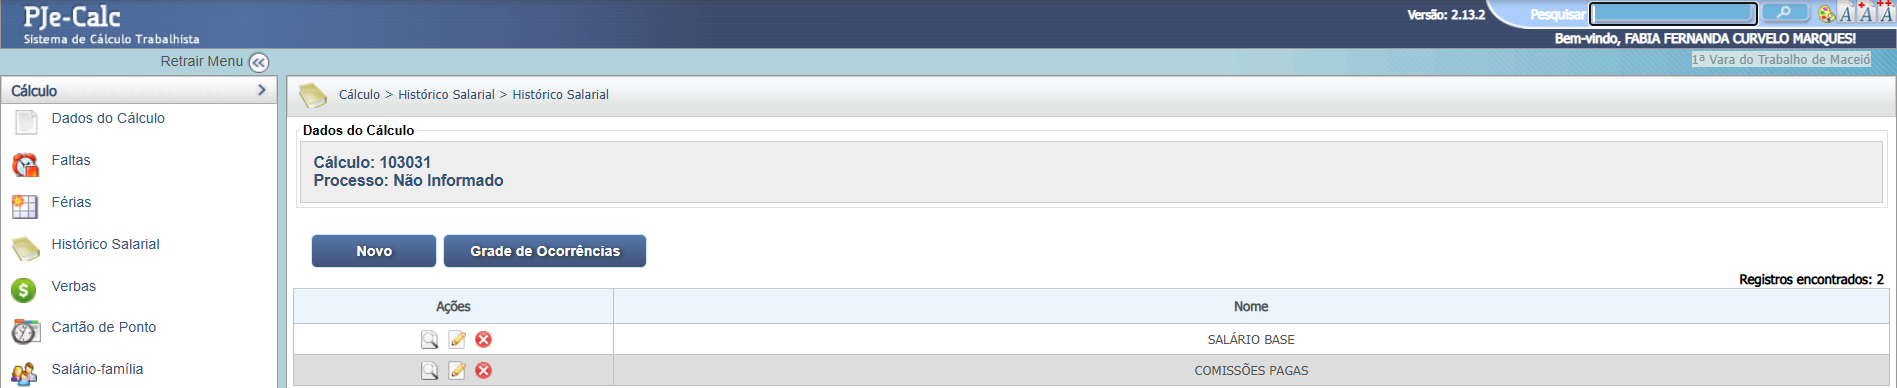 PJe-Calc
Sistema de Cálculo Trabalhista
Versão: 2.13.2
Pesquisar
A A+ A++
Bem-vindo, FABIA FERNANDA CURVELO MARQUES!
Retrair Menu
1ª Vara do Trabalho de Maceió
Cálculo
Dados do Cálculo
Faltas
Férias
Histórico Salarial
Verbas
Cartão de Ponto
Salário-família
Cálculo > Histórico Salarial > Histórico Salarial
Dados do Cálculo
Cálculo: 103031
Processo: Não Informado
Novo
Grade de Ocorrências
Registros encontrados: 2
Ações Nome
SALÁRIO BASE
COMISSÕES PAGAS